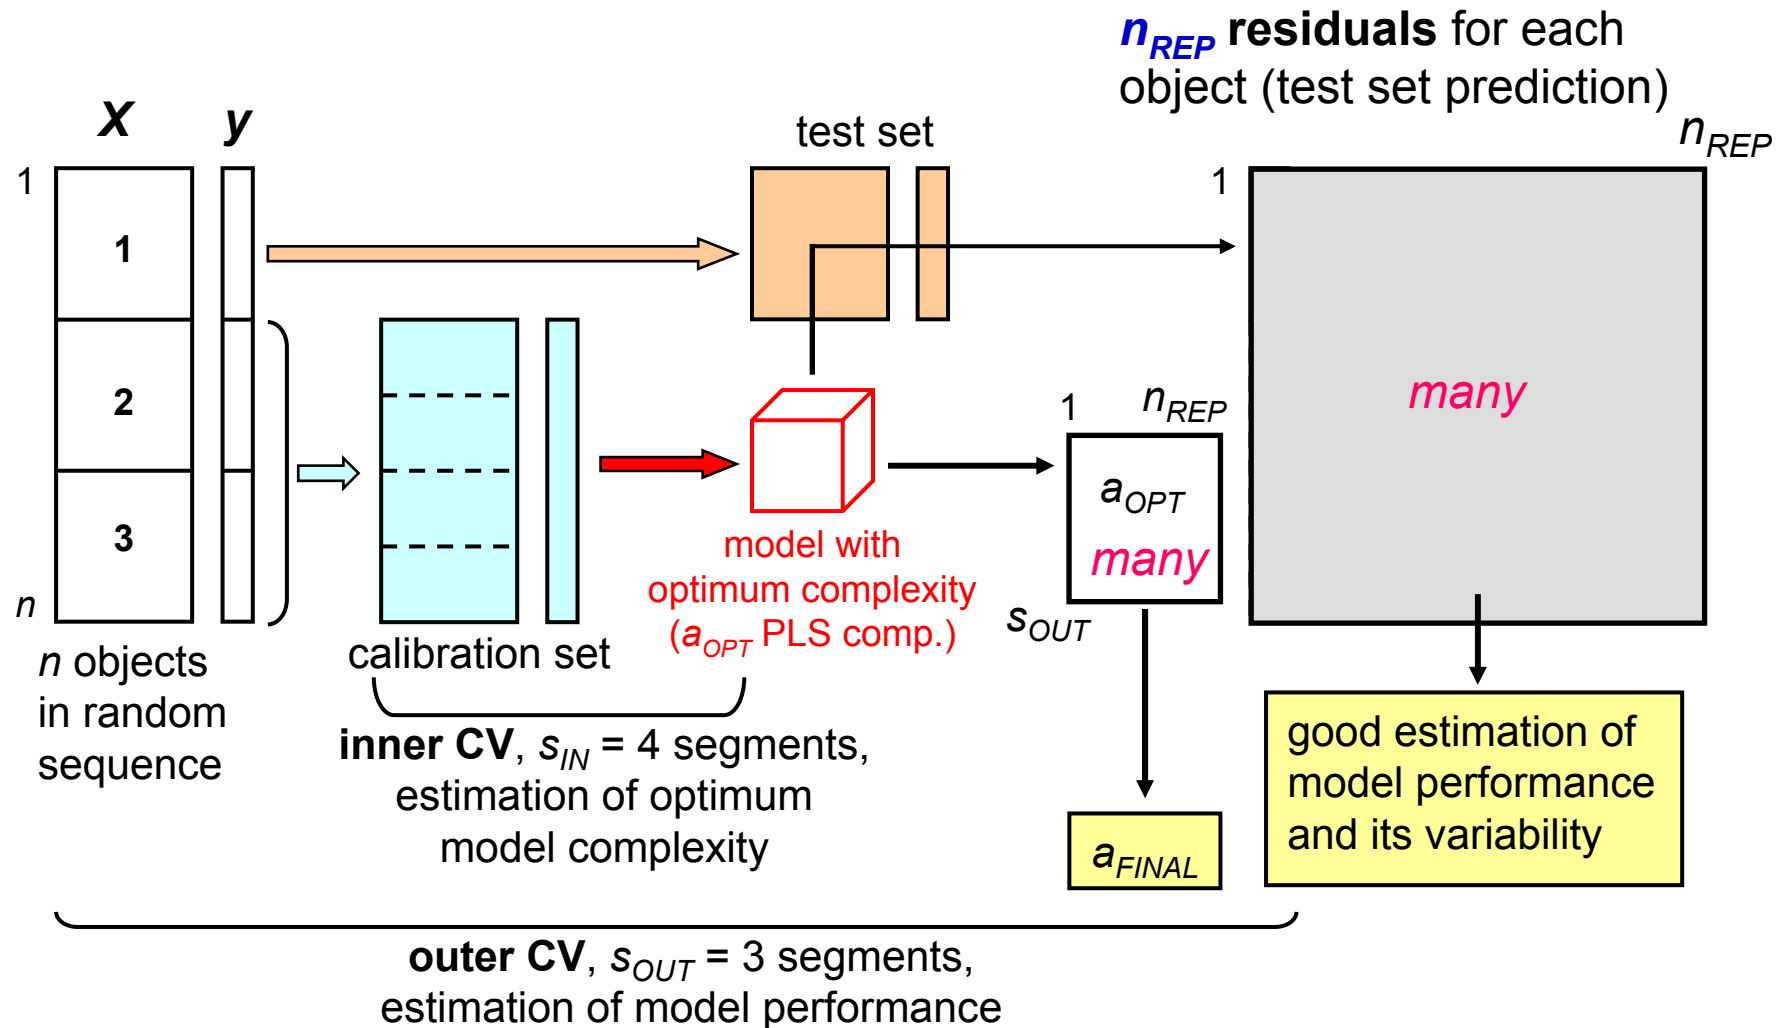 n_REP residuals for each
object (test set prediction)
X
y
test set
n_REP
1
1
1
2
3
n
many
1
n_REP
a_OPT
many
s_OUT
model with
optimum complexity
(a_OPT PLS comp.)
calibration set
n objects
in random
sequence
inner CV, s_IN = 4 segments,
estimation of optimum
model complexity
a_FINAL
good estimation of
model performance
and its variability
outer CV, s_OUT = 3 segments,
estimation of model performance